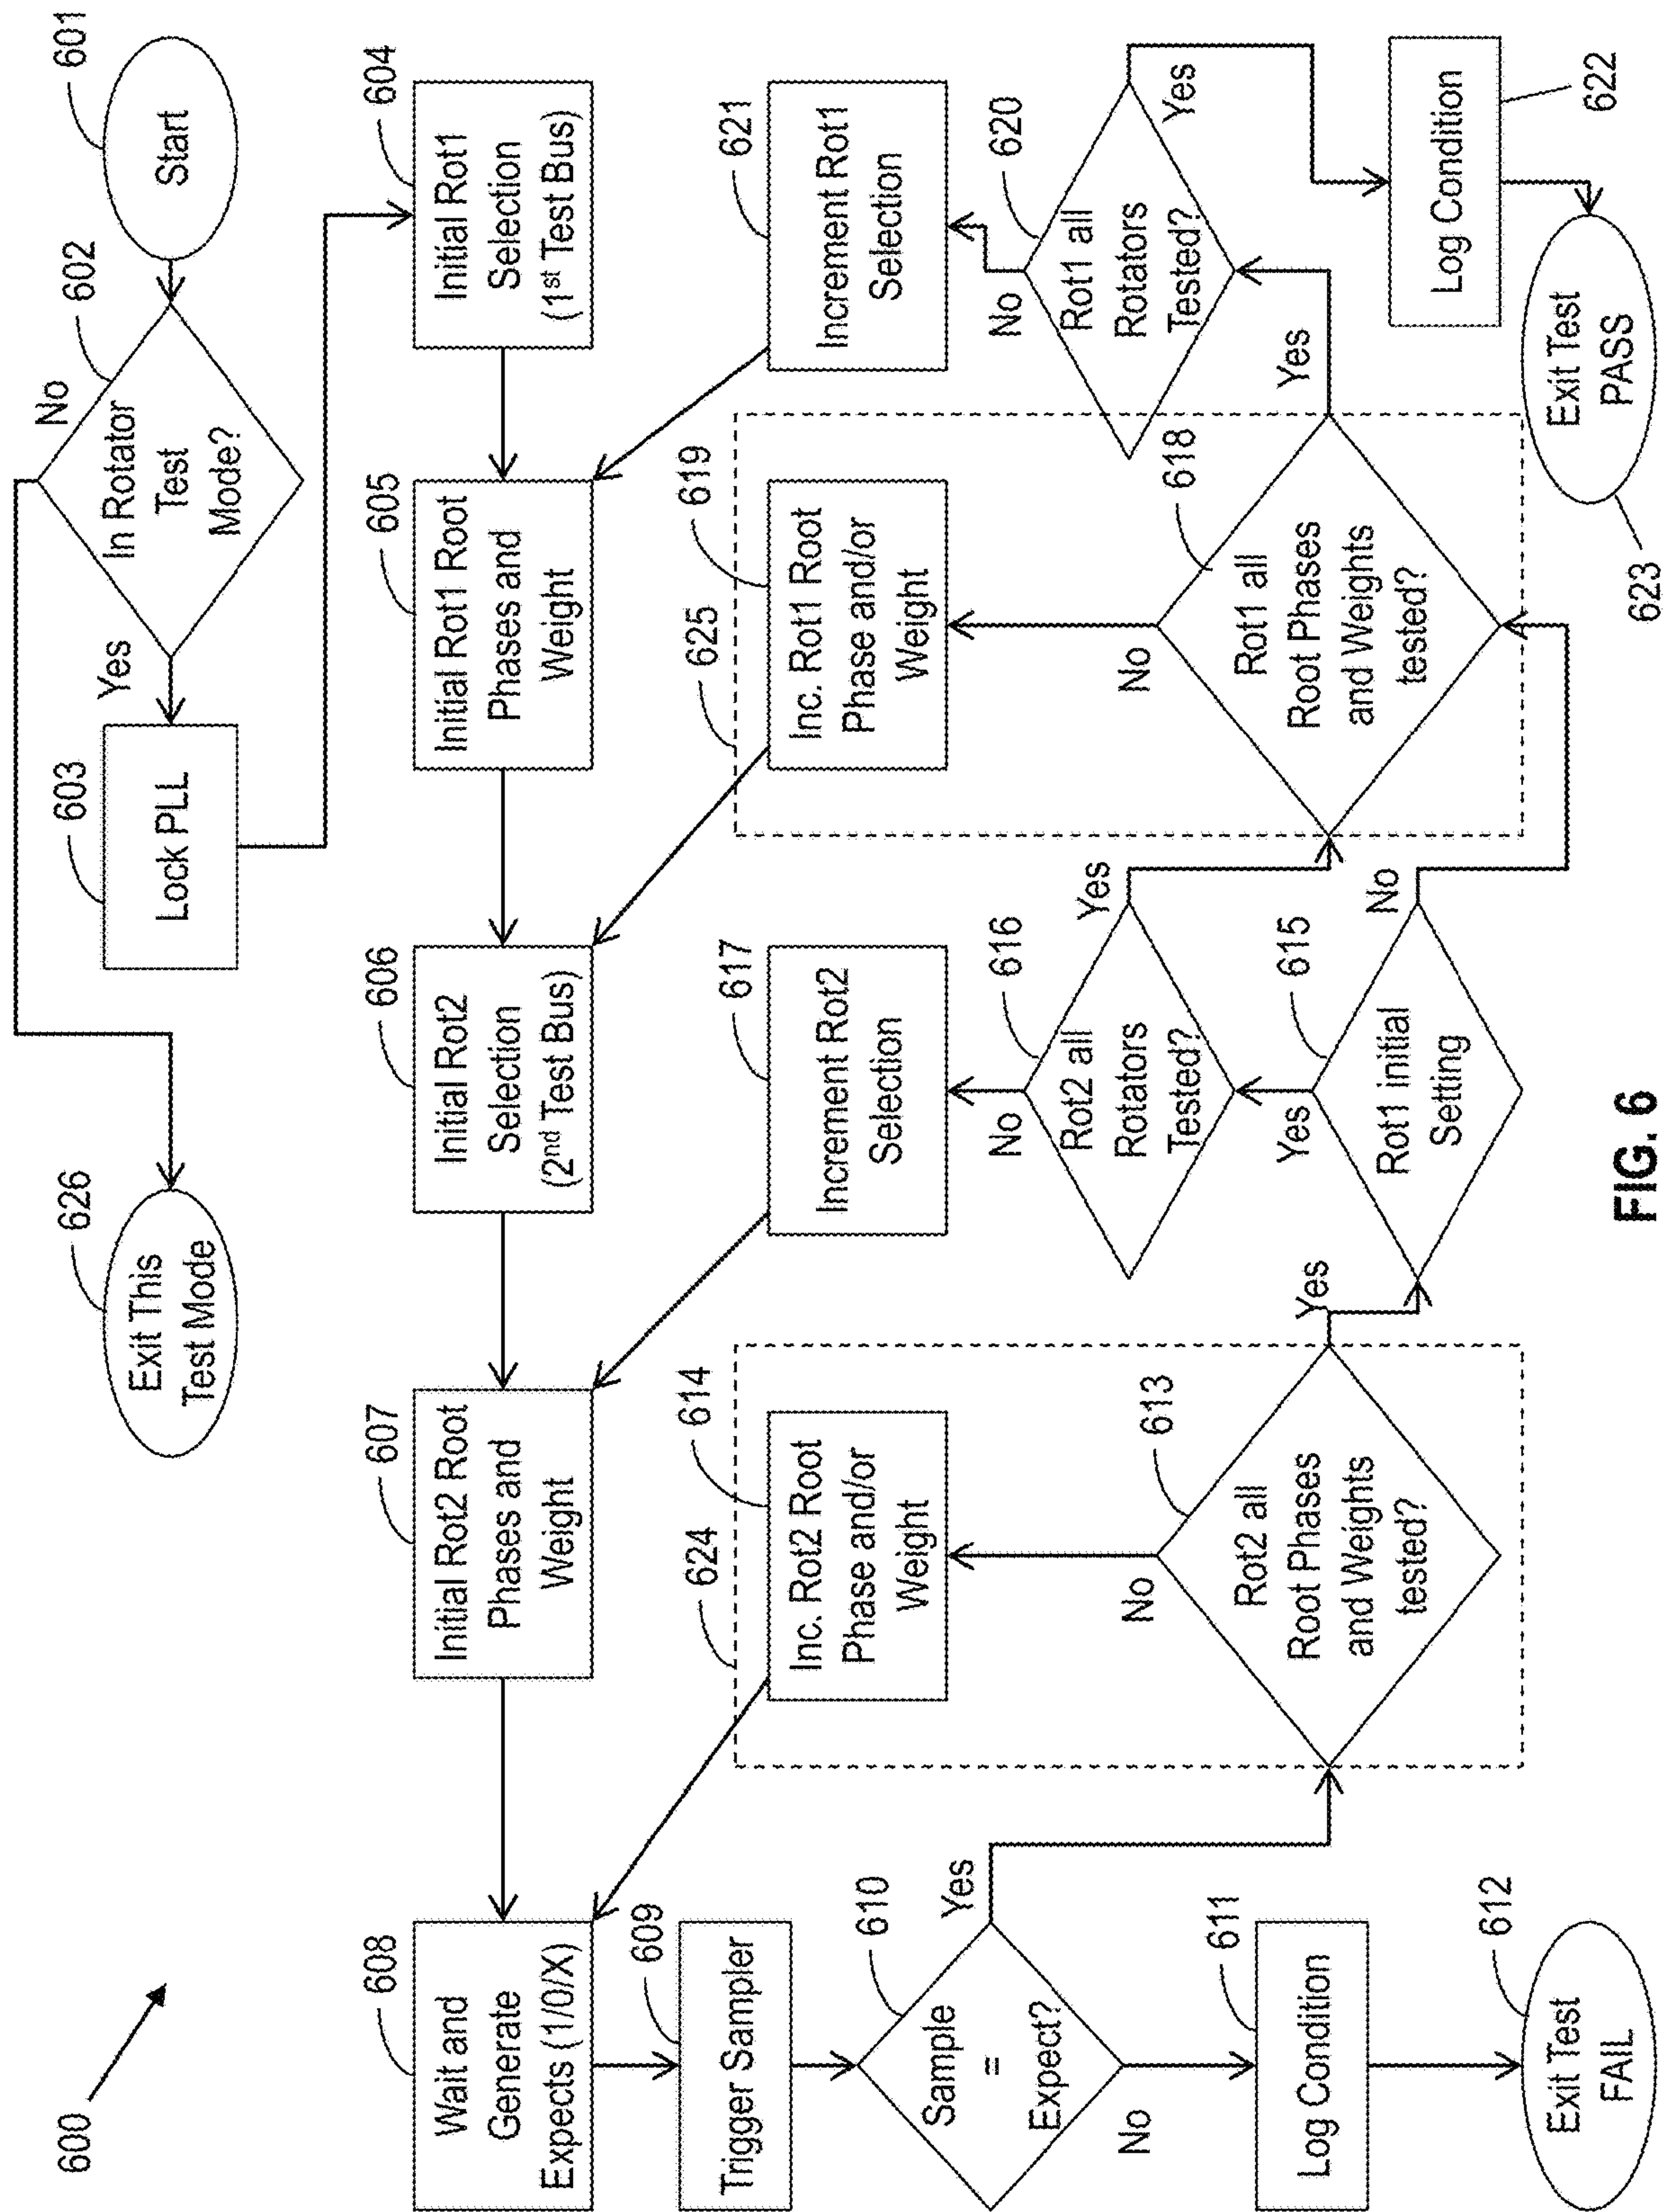 600
601
Start
602
In Rotator
Test
Mode?
No
Yes
603
Lock PLL
626
Exit This
Test Mode
604
Initial Rot1
Selection
(1st Test Bus)
605
Initial Rot1 Root
Phases and
Weight
606
Initial Rot2
Selection
(2nd Test Bus)
607
Initial Rot2 Root
Phases and
Weight
608
Wait and
Generate
Expects (1/0/X)
609
Trigger Sampler
610
Sample
=
Expect?
Yes
No
611
Log Condition
612
Exit Test
FAIL
624
614
Inc. Rot2 Root
Phase and/or
Weight
No
613
Rot2 all
Root Phases
and Weights
tested?
Yes
615
Rot1 initial
Setting
Yes
No
616
Rot2 all
Rotators
Tested?
No
Yes
617
Increment Rot2
Selection
625
619
Inc. Rot1 Root
Phase and/or
Weight
No
618
Rot1 all
Root Phases
and Weights
tested?
Yes
620
Rot1 all
Rotators
Tested?
No
Yes
621
Increment Rot1
Selection
622
Log Condition
623
Exit Test
PASS
FIG. 6